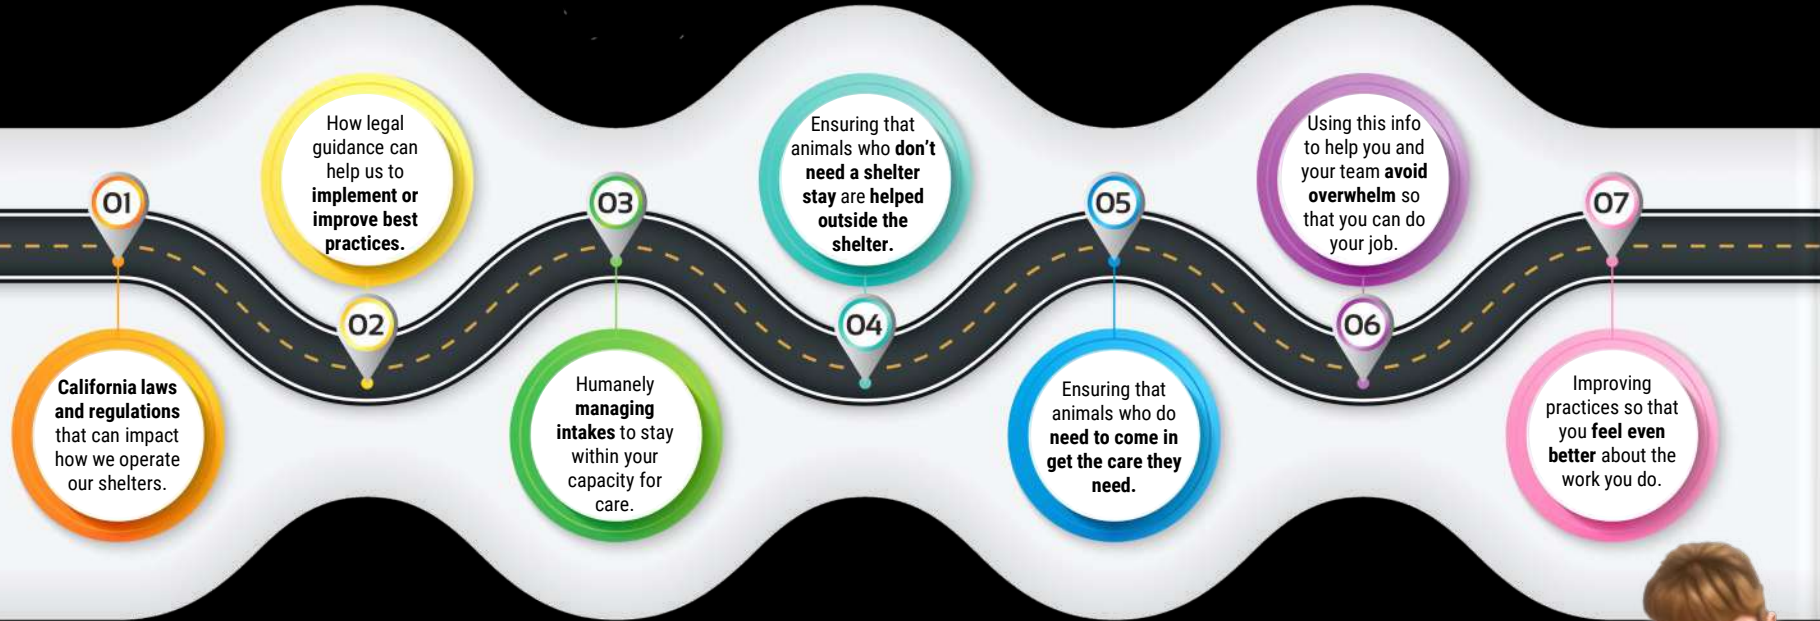 01
California laws
and regulations
that can impact
how we operate
our shelters.
How legal
guidance can
help us to
implement or
improve best
practices.
02
03
Humanely
managing
intakes to stay
within your
capacity for
care.
Ensuring that
animals who don't
need a shelter
stay are helped
outside the
shelter.
04
05
Ensuring that
animals who do
need to come in
get the care they
need.
Using this info
to help you and
your team avoid
overwhelm so
that you can do
your job.
06
07
Improving
practices so that
you feel even
better about the
work you do.